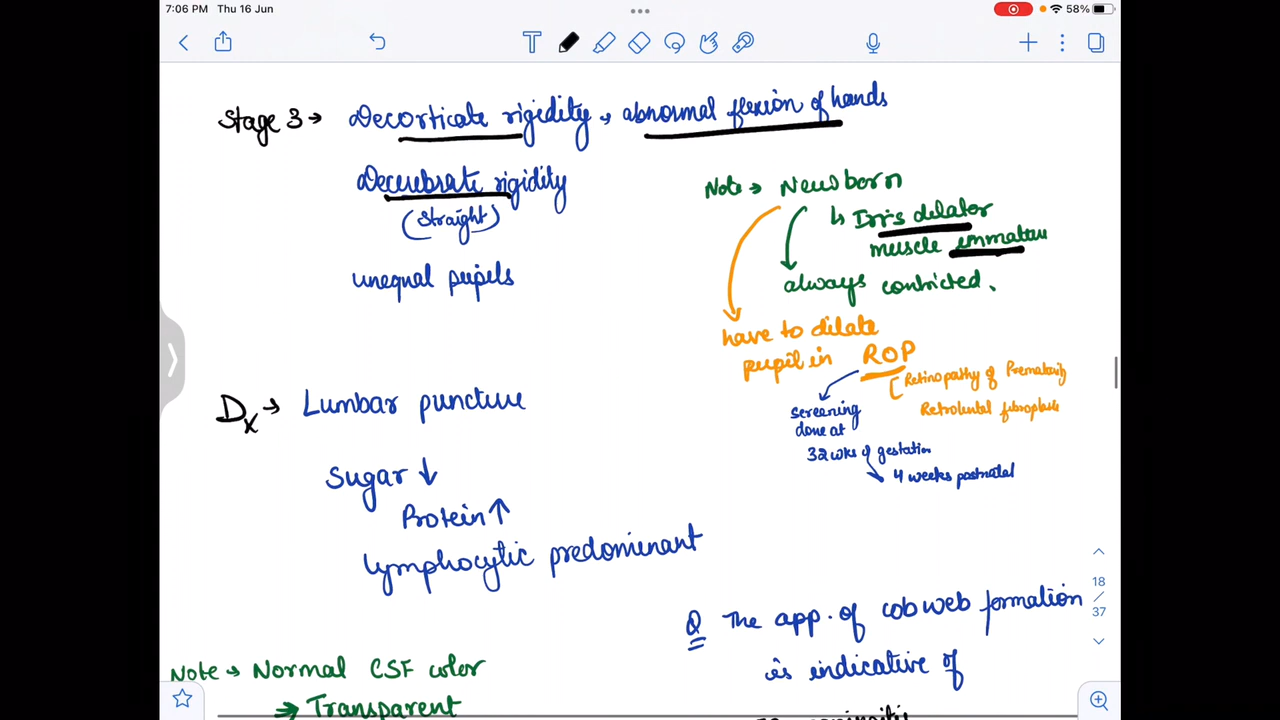 7:06 PM Thu 16 Jun
58%
Stage 3 → Decorticate rigidity, abnormal flexion of hands
Decerebrate rigidity
(straight)
unequal pupils
Note → Newborn
↳ Iris dilator
muscle immature
always contricted.
have to dilate
pupil in ROP
Retinopathy of Prematurity
Retrolental fibroplasia
screening
done at
32 wks of gestation
4 weeks postnatal
Dx → Lumbar puncture
Sugar ↓
Protein ↑
Lymphocytic predominant
18
/
37
Q The app. of cobweb formation
is indicative of
Note → Normal CSF color
→ Transparent